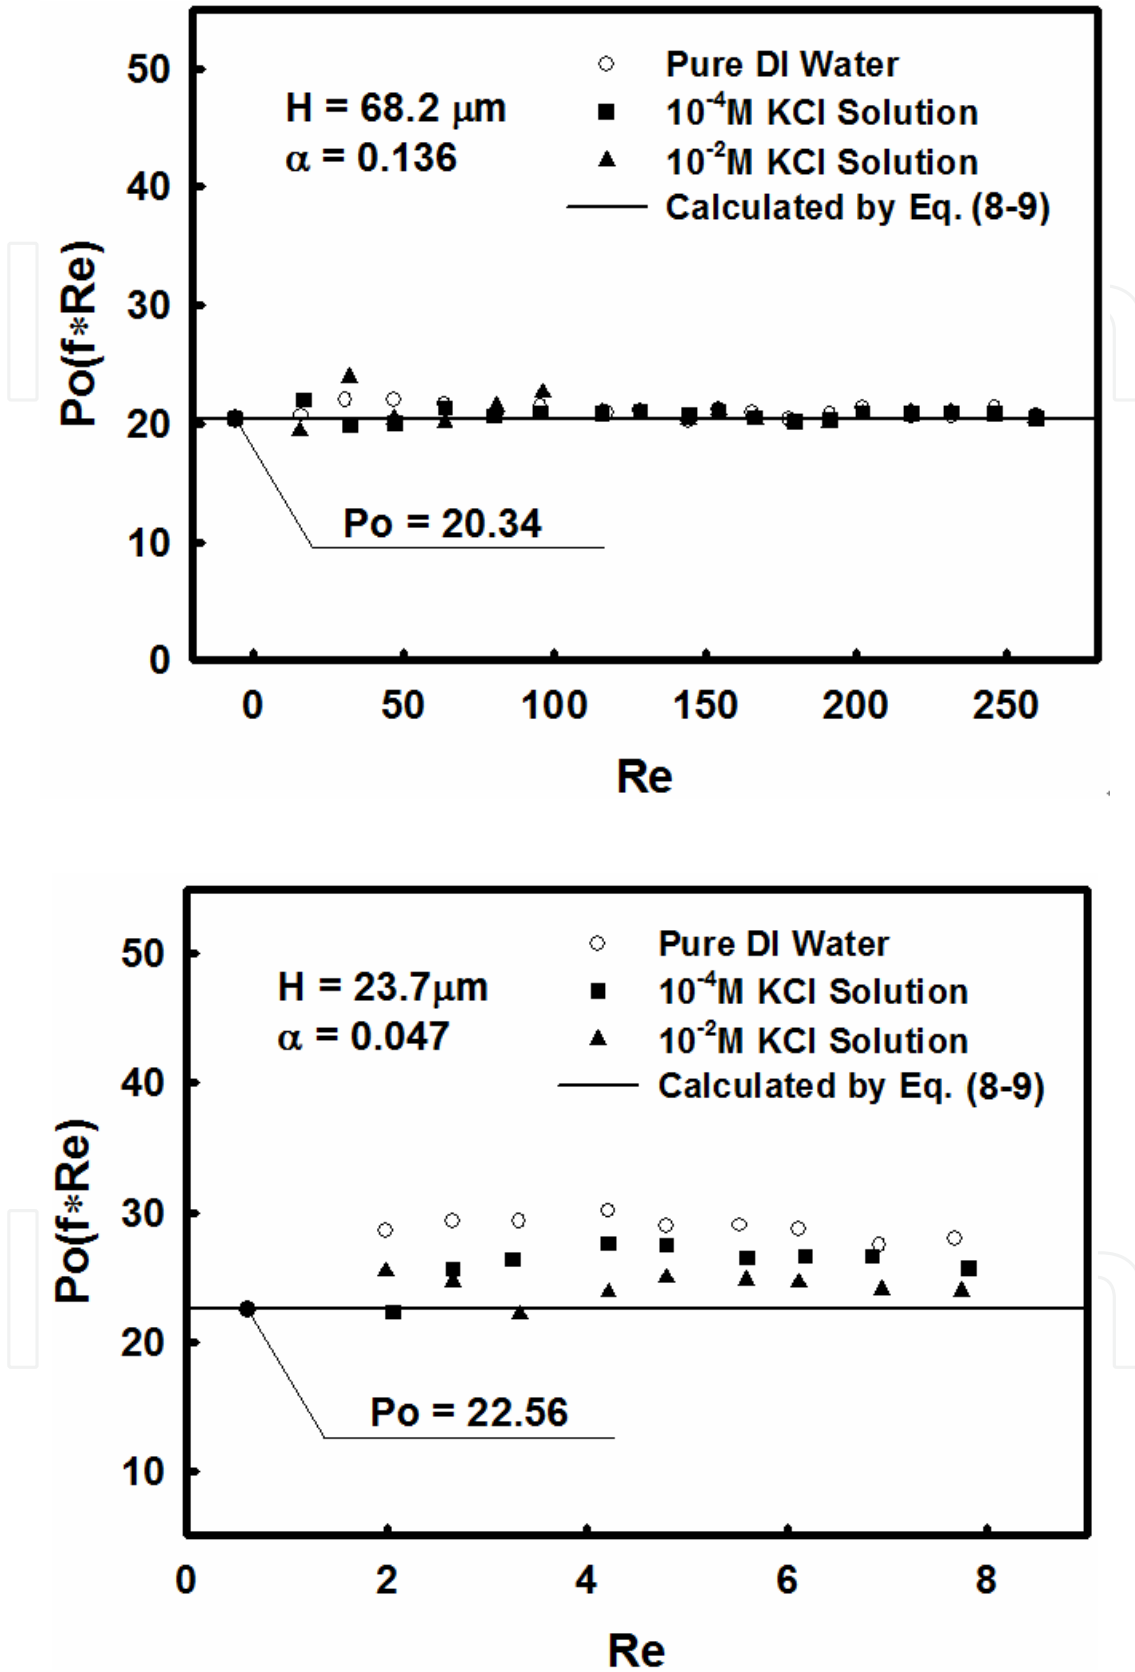 50
40
30
20
10
0
Po(f*Re)
H = 68.2 μm
α = 0.136
Pure DI Water
10⁻⁴M KCl Solution
10⁻²M KCl Solution
Calculated by Eq. (8-9)
Po = 20.34
0 50 100 150 200 250
Re
50
40
30
20
10
Po(f*Re)
H = 23.7μm
α = 0.047
Pure DI Water
10⁻⁴M KCl Solution
10⁻²M KCl Solution
Calculated by Eq. (8-9)
Po = 22.56
0 2 4 6 8
Re